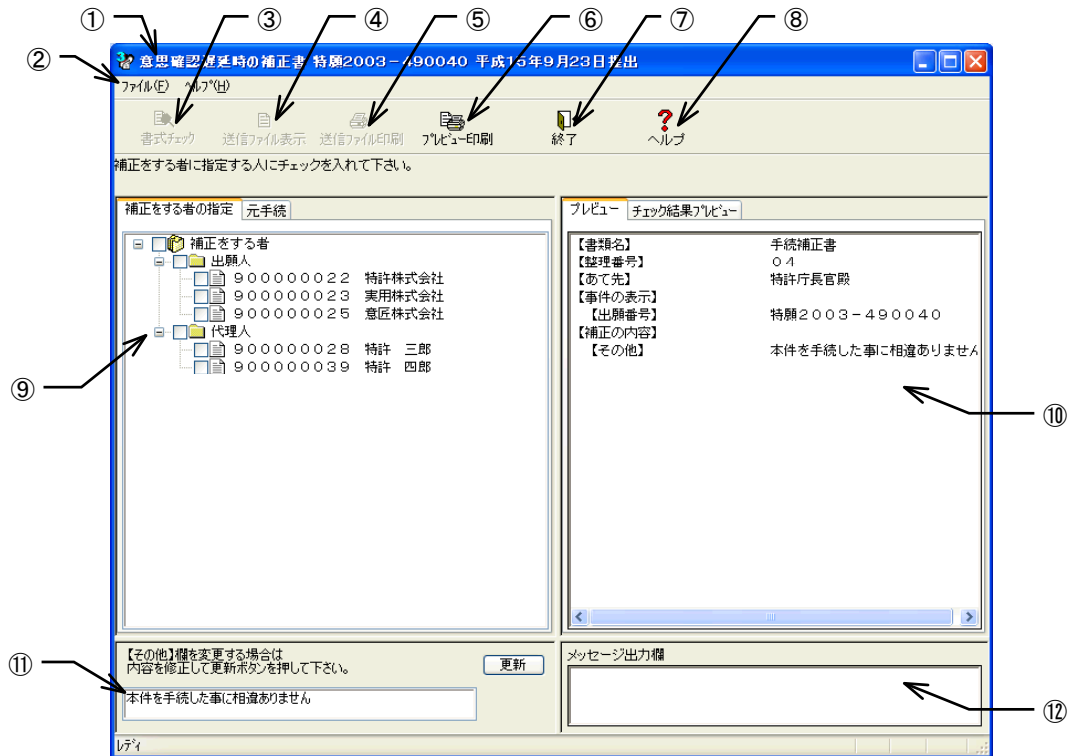 ① ③ ④ ⑤ ⑥ ⑦ ⑧
②
意思確認遅延時の補正書 特願2003－490040 平成15年9月23日提出
ファイル(F) ヘルプ(H)
書式チェック 送信ファイル表示 送信ファイル印刷 プレビュー印刷 終了 ヘルプ
補正をする者に指定する人にチェックを入れて下さい。
補正をする者の指定 元手続
補正をする者
出願人
９０００００００２２ 特許株式会社
９０００００００２３ 実用株式会社
９０００００００２５ 意匠株式会社
代理人
９０００００００２８ 特許 三郎
９０００００００３９ 特許 四郎
⑨
プレビュー チェック結果プレビュー
【書類名】 手続補正書
【整理番号】 ０４
【あて先】 特許庁長官殿
【事件の表示】
【出願番号】 特願２００３－４９００４０
【補正の内容】
【その他】 本件を手続した事に相違ありません
⑩
⑪
【その他】欄を変更する場合は
内容を修正して更新ボタンを押して下さい。
更新
本件を手続した事に相違ありません
メッセージ出力欄
⑫
レディ